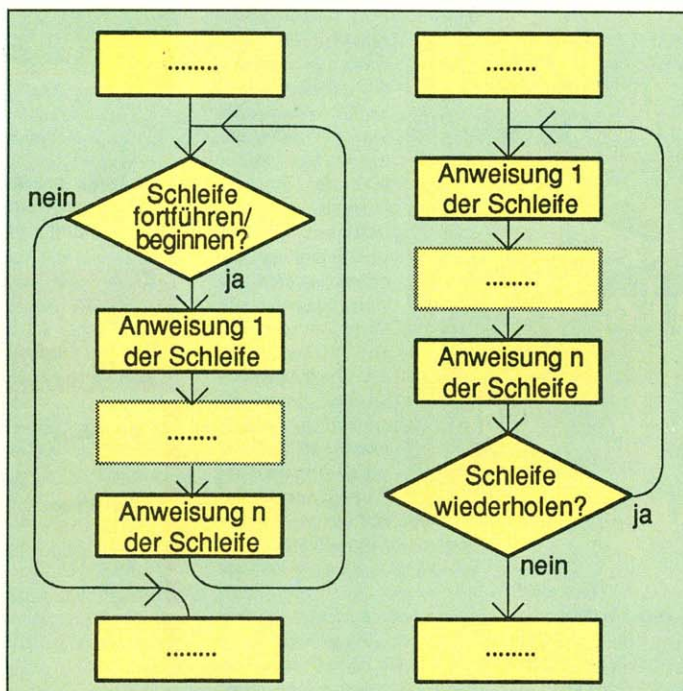 ........
nein
Schleife
fortführen/
beginnen?
ja
Anweisung 1
der Schleife
........
Anweisung n
der Schleife
........
........
Anweisung 1
der Schleife
........
Anweisung n
der Schleife
Schleife
wiederholen?
ja
nein
........